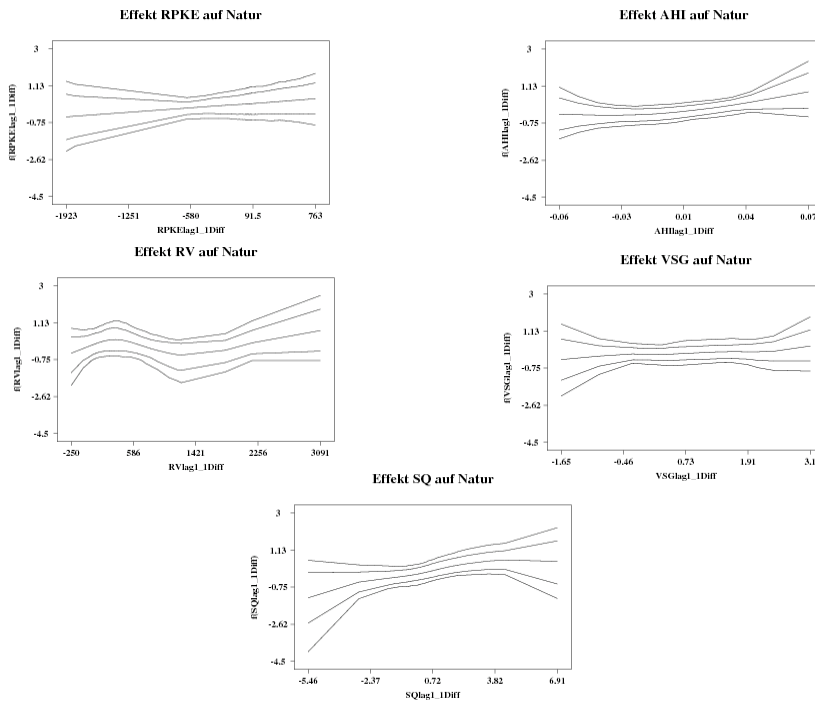 Effekt RPKE auf Natur
3
1.13
-0.75
-2.62
-4.5
f(RPKElag1_1Diff)
-1923 -1251 -580 91.5 763
RPKElag1_1Diff
Effekt AHI auf Natur
3
1.13
-0.75
-2.62
-4.5
f(AHIlag1_1Diff)
-0.06 -0.03 0.01 0.04 0.07
AHIlag1_1Diff
Effekt RV auf Natur
3
1.13
-0.75
-2.62
-4.5
f(RVlag1_1Diff)
-250 586 1421 2256 3091
RVlag1_1Diff
Effekt VSG auf Natur
3
1.13
-0.75
-2.62
-4.5
f(VSGlag1_1Diff)
-1.65 -0.46 0.73 1.91 3.1
VSGlag1_1Diff
Effekt SQ auf Natur
3
1.13
-0.75
-2.62
-4.5
f(SQlag1_1Diff)
-5.46 -2.37 0.72 3.82 6.91
SQlag1_1Diff